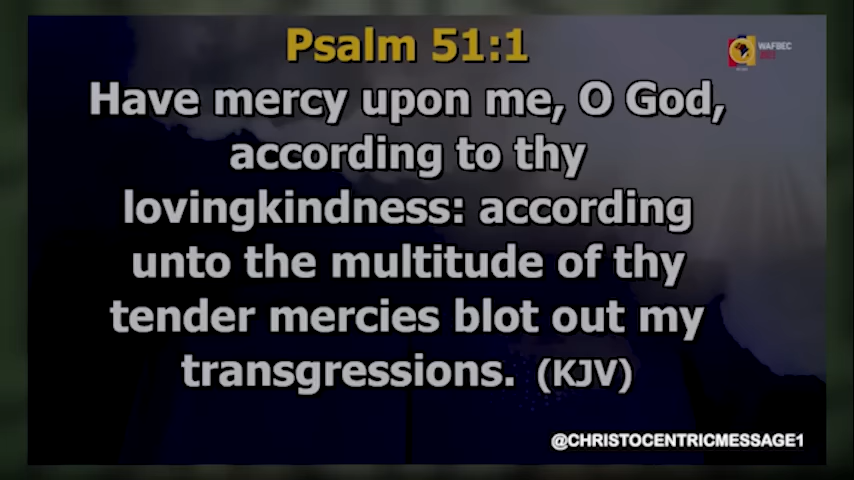 Psalm 51:1
WAFBEC
2021
Have mercy upon me, O God,
according to thy
lovingkindness: according
unto the multitude of thy
tender mercies blot out my
transgressions. (KJV)
@CHRISTOCENTRICMESSAGE1